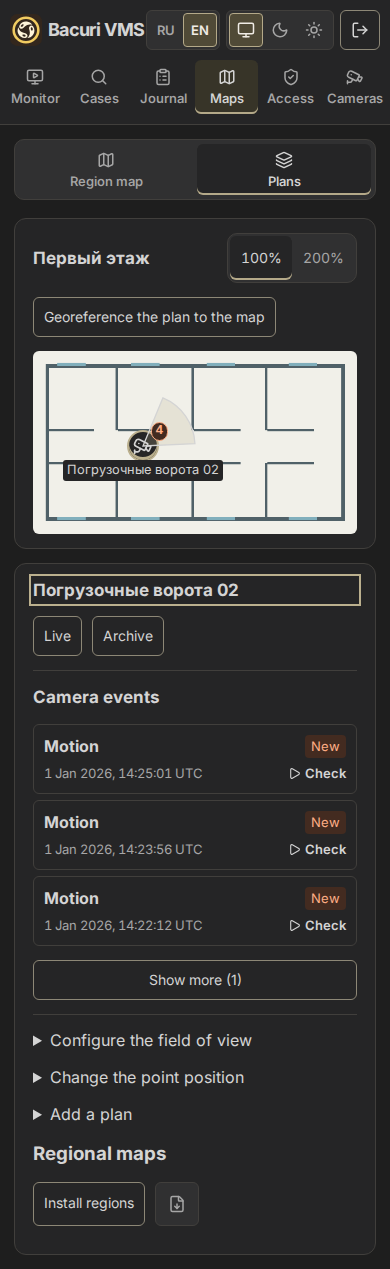 Bacuri VMS RU EN
Monitor Cases Journal Maps Access Cameras
Region map Plans
Первый этаж 100% 200%
Georeference the plan to the map
4
Погрузочные ворота 02
Погрузочные ворота 02
Live Archive
Camera events
Motion New
1 Jan 2026, 14:25:01 UTC Check
Motion New
1 Jan 2026, 14:23:56 UTC Check
Motion New
1 Jan 2026, 14:22:12 UTC Check
Show more (1)
Configure the field of view
Change the point position
Add a plan
Regional maps
Install regions